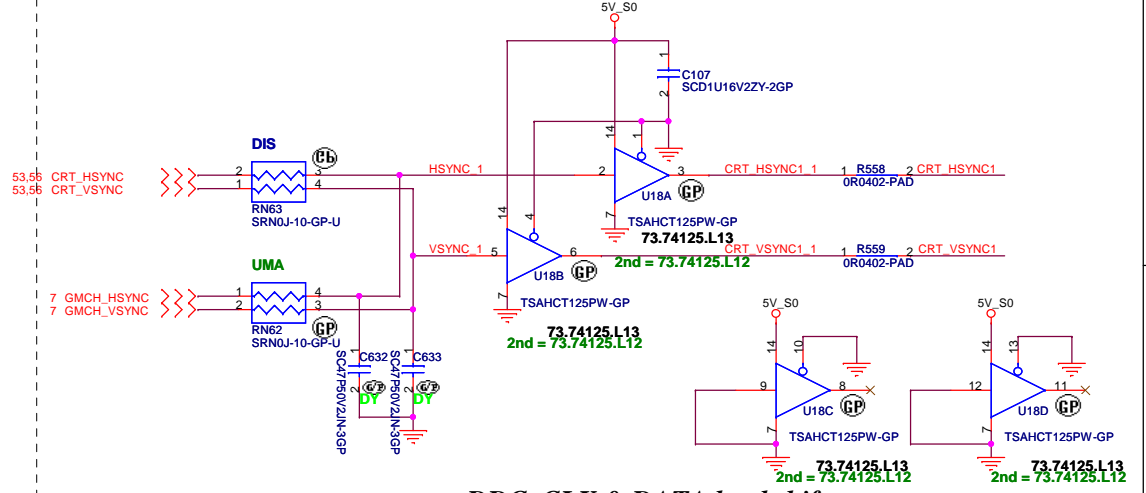 5V_S0
14
1
C107
2
SCD1U16V2ZY-2GP
1
DIS
53,56 CRT_HSYNC
53,56 CRT_VSYNC
2
1
3
4
RN63
SRN0J-10-GP-U
HSYNC_1
2
3
U18A
GP
7
TSAHCT125PW-GP
73.74125.L13
2nd = 73.74125.L12
CRT_HSYNC1_1
1
R558
2
CRT_HSYNC1
0R0402-PAD
14
4
VSYNC_1
5
6
U18B
GP
7
TSAHCT125PW-GP
73.74125.L13
2nd = 73.74125.L12
CRT_VSYNC1_1
1
R559
2
CRT_VSYNC1
0R0402-PAD
UMA
7 GMCH_HSYNC
7 GMCH_VSYNC
1
2
4
3
RN62
GP
SRN0J-10-GP-U
1
C632
2
SC47P50V2JN-3GP
DY
1
C633
2
SC47P50V2JN-3GP
DY
5V_S0
14
10
9
8
U18C
GP
7
TSAHCT125PW-GP
73.74125.L13
2nd = 73.74125.L12
5V_S0
14
13
12
11
U18D
GP
7
TSAHCT125PW-GP
73.74125.L13
2nd = 73.74125.L12